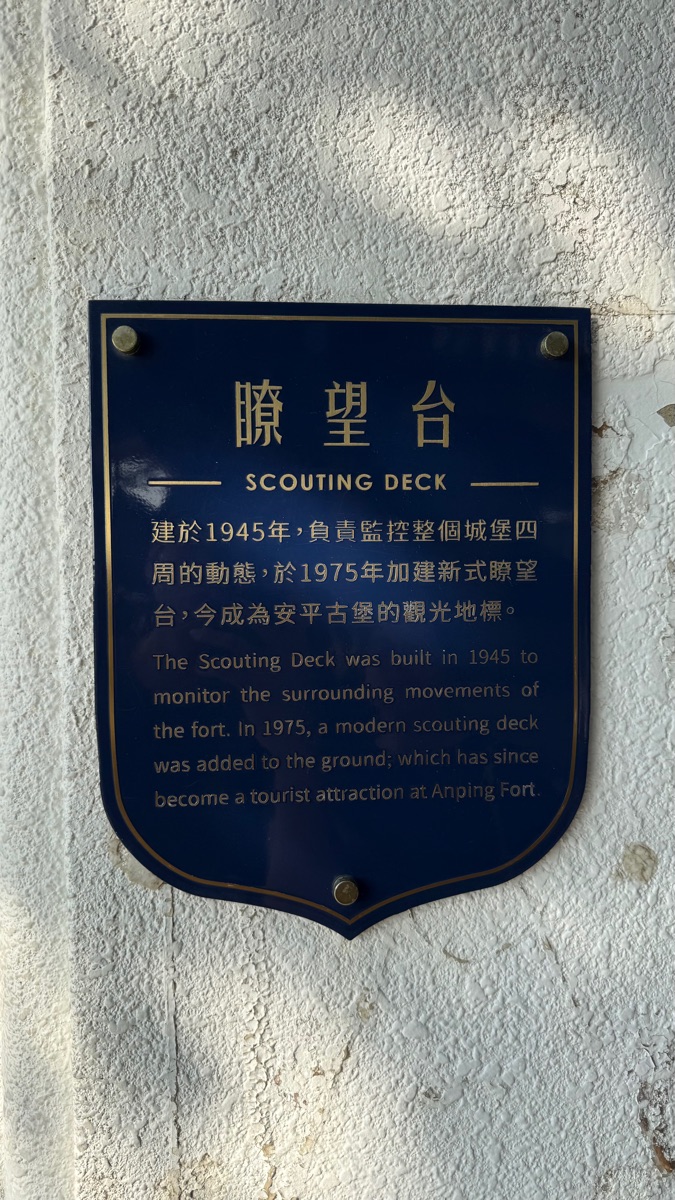 瞭望台
SCOUTING DECK
建於1945年，負責監控整個城堡四
周的動態，於1975年加建新式瞭望
台，今成為安平古堡的觀光地標。
The Scouting Deck was built in 1945 to
monitor the surrounding movements of
the fort. In 1975, a modern scouting deck
was added to the ground; which has since
become a tourist attraction at Anping Fort.